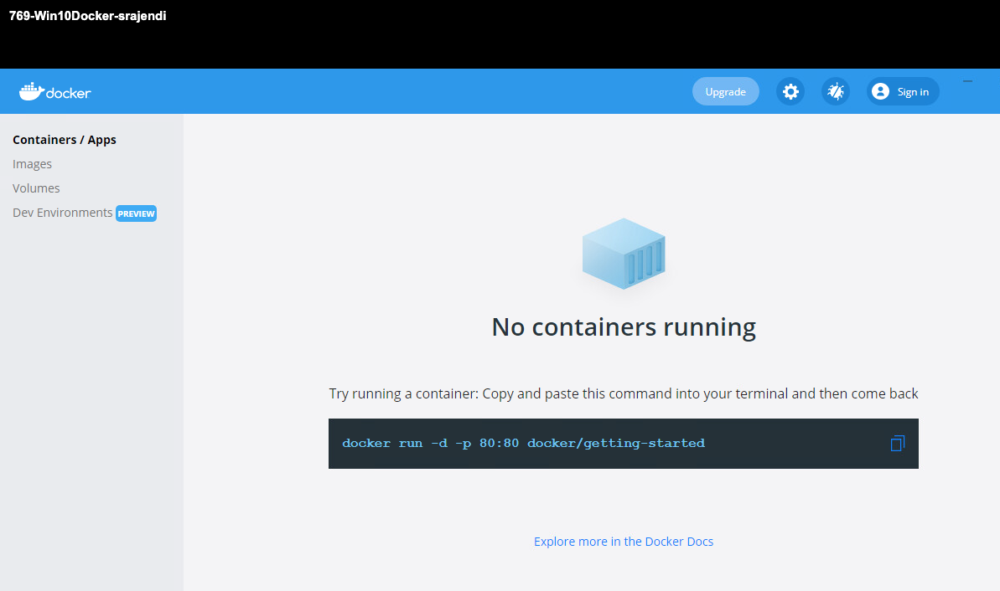 769-Win10Docker-srajendi
docker
Upgrade
Sign in
Containers / Apps
Images
Volumes
Dev Environments PREVIEW
No containers running
Try running a container: Copy and paste this command into your terminal and then come back
docker run -d -p 80:80 docker/getting-started
Explore more in the Docker Docs